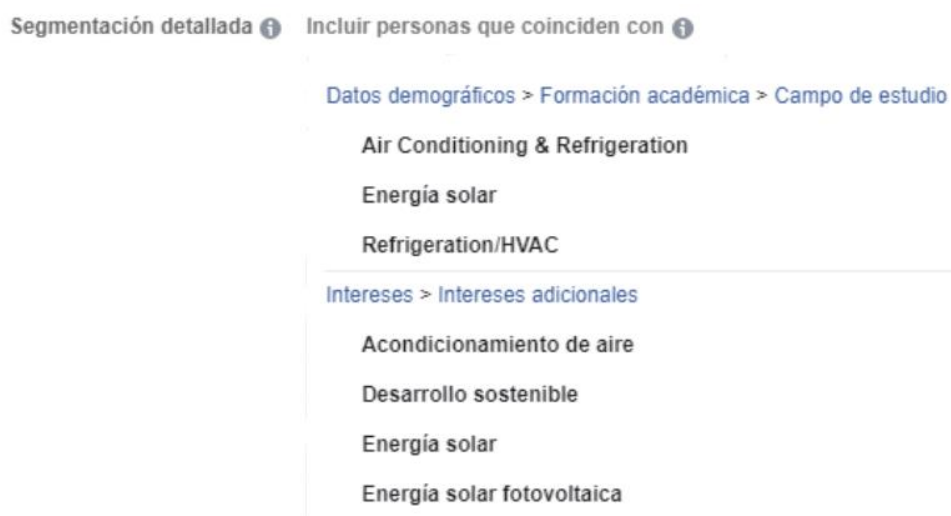 Segmentación detallada Incluir personas que coinciden con
Datos demográficos > Formación académica > Campo de estudio
Air Conditioning & Refrigeration
Energía solar
Refrigeration/HVAC
Intereses > Intereses adicionales
Acondicionamiento de aire
Desarrollo sostenible
Energía solar
Energía solar fotovoltaica